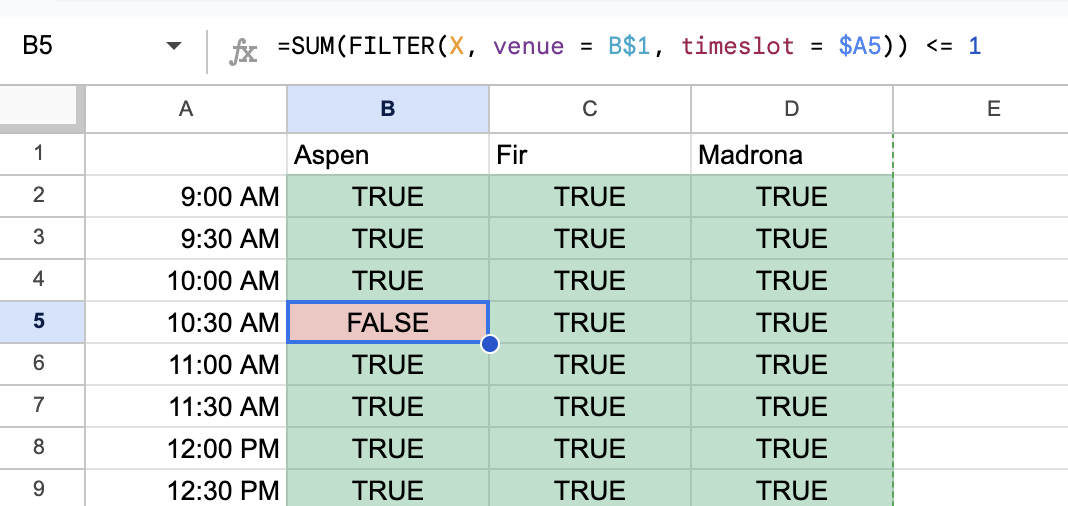 B5 fx =SUM(FILTER(X, venue = B$1, timeslot = $A5)) <= 1
A B C D E
1 Aspen Fir Madrona
2 9:00 AM TRUE TRUE TRUE
3 9:30 AM TRUE TRUE TRUE
4 10:00 AM TRUE TRUE TRUE
5 10:30 AM FALSE TRUE TRUE
6 11:00 AM TRUE TRUE TRUE
7 11:30 AM TRUE TRUE TRUE
8 12:00 PM TRUE TRUE TRUE
9 12:30 PM TRUE TRUE TRUE